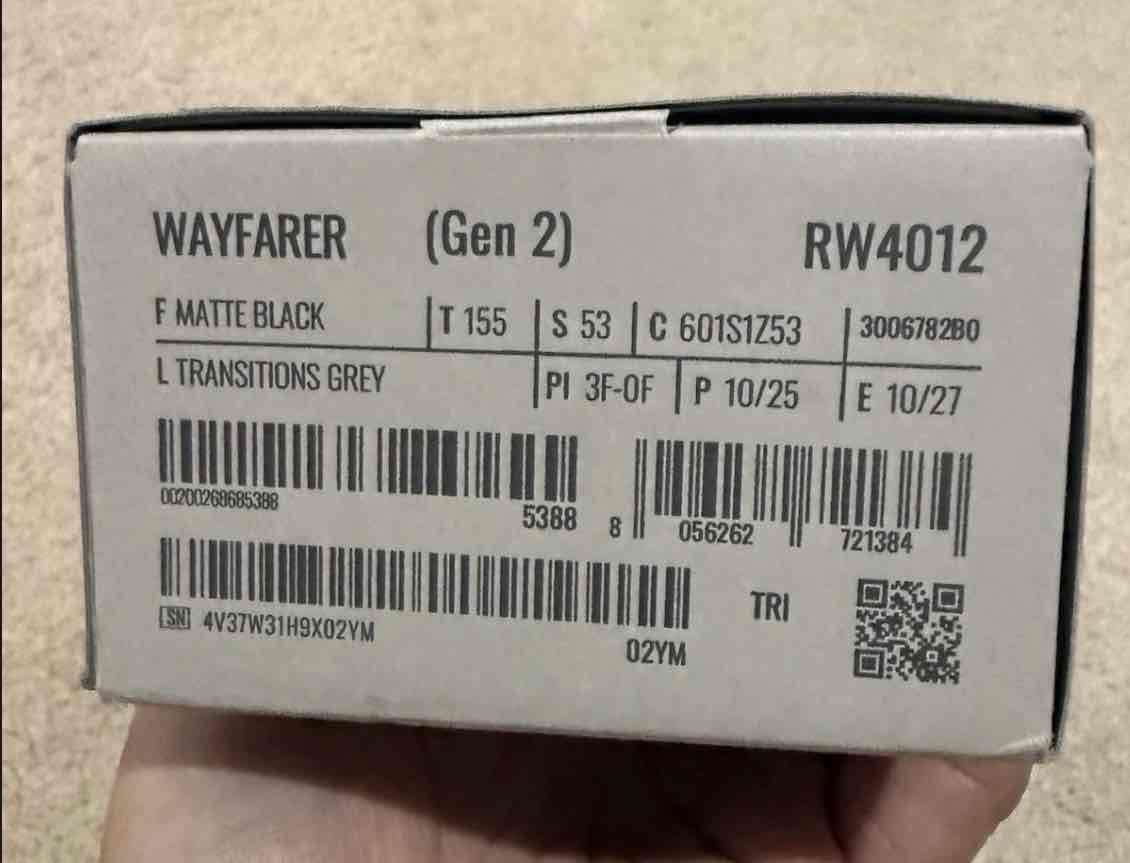 WAYFARER (Gen 2) RW4012
F MATTE BLACK T 155 S 53 C 601S1Z53 3006782B0
L TRANSITIONS GREY PI 3F-0F P 10/25 E 10/27
00200268685388 5388 8 056262 721384
SN 4V37W31H9X02YM 02YM TRI